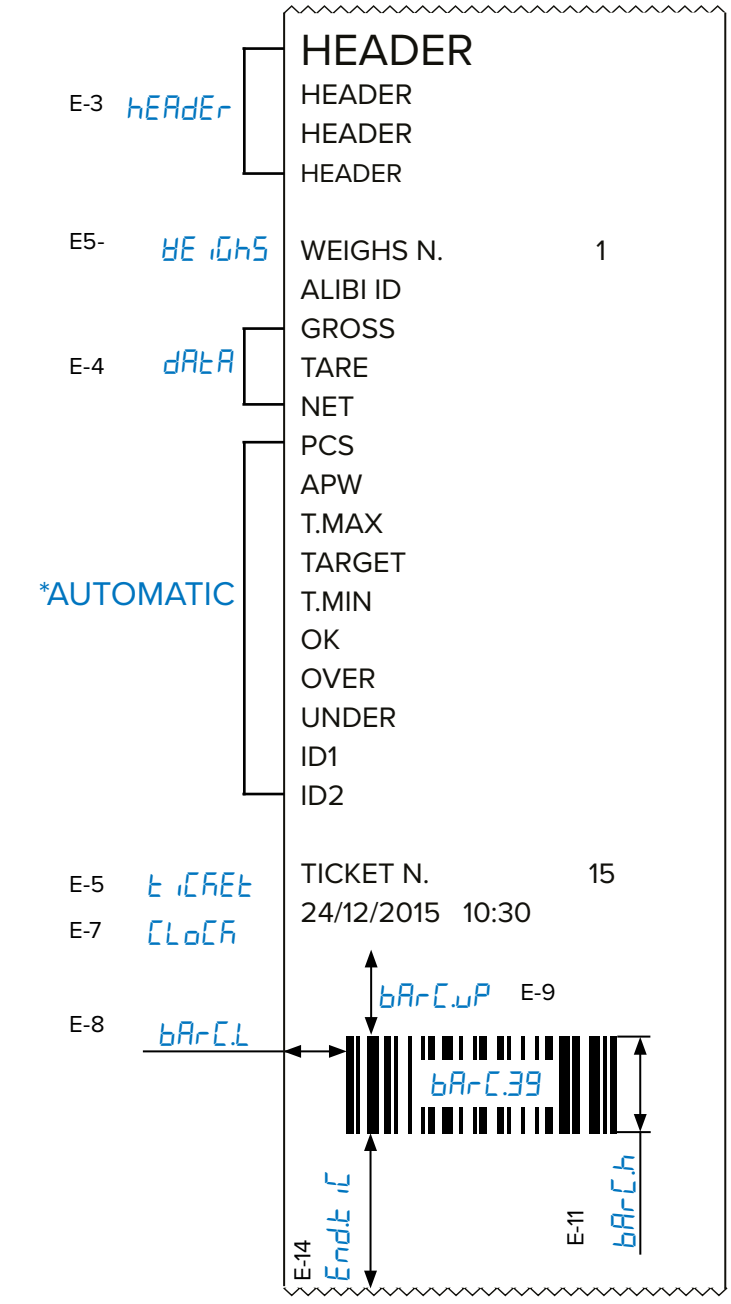 HEADER
E-3 hEAdEr HEADER
HEADER
HEADER
E5- WEiGhS WEIGHS N. 1
ALIBI ID
GROSS
E-4 dAtA TARE
NET
PCS
APW
T.MAX
TARGET
*AUTOMATIC T.MIN
OK
OVER
UNDER
ID1
ID2
E-5 tiCKEt TICKET N. 15
24/12/2015 10:30
E-7 CLoCK
bArC.uP E-9
E-8 bArC.L
bArC.39
E-14 End.tiC
E-11 bArC.h